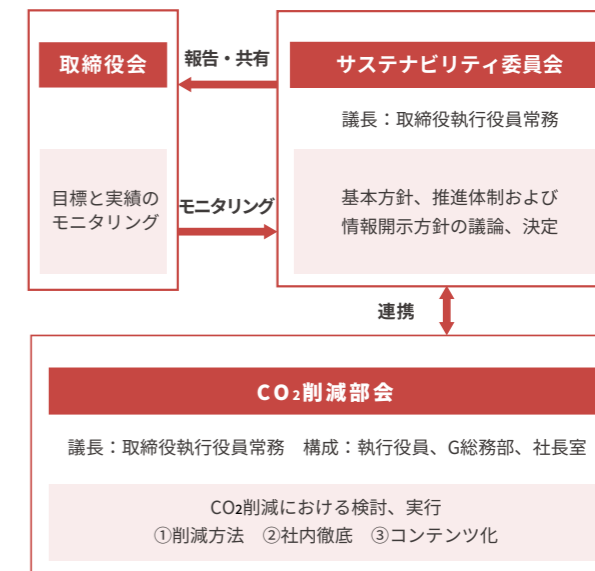 取締役会
目標と実績の
モニタリング
報告・共有
モニタリング
サステナビリティ委員会
議長：取締役執行役員常務
基本方針、推進体制および
情報開示方針の議論、決定
連携
CO₂削減部会
議長：取締役執行役員常務　構成：執行役員、G総務部、社長室
CO₂削減における検討、実行
①削減方法　②社内徹底　③コンテンツ化